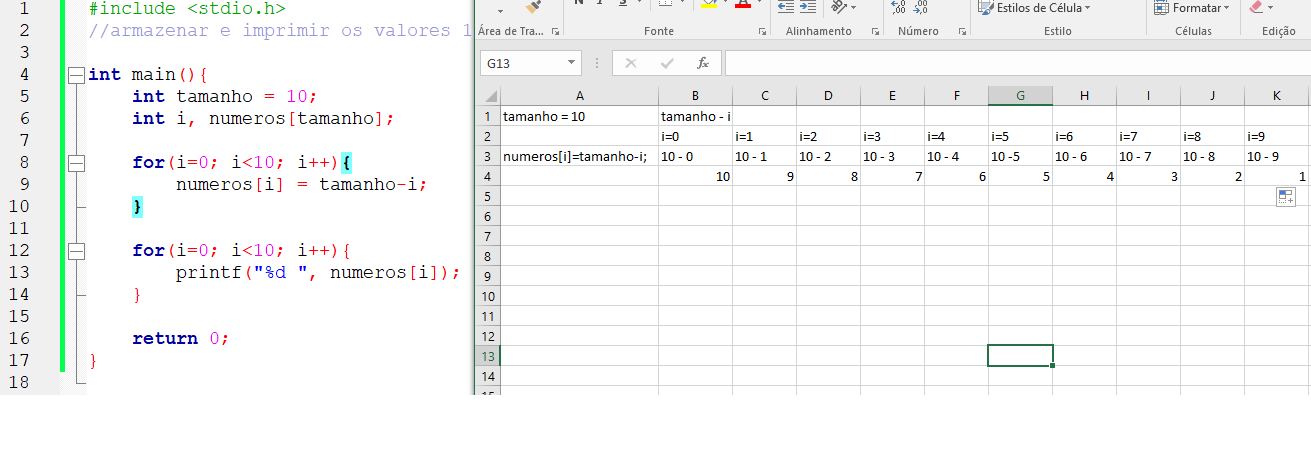 1 #include <stdio.h>
2 //armazenar e imprimir os valores 1
3
4 int main(){
5 int tamanho = 10;
6 int i, numeros[tamanho];
7
8 for(i=0; i<10; i++){
9 numeros[i] = tamanho-i;
10 }
11
12 for(i=0; i<10; i++){
13 printf("%d ", numeros[i]);
14 }
15
16 return 0;
17 }
18
Estilos de Célula Formatar
Área de Tra... Fonte Alinhamento Número Estilo Células Edição
G13 fx
A B C D E F G H I J K
1 tamanho = 10 tamanho - i
2 i=0 i=1 i=2 i=3 i=4 i=5 i=6 i=7 i=8 i=9
3 numeros[i]=tamanho-i; 10 - 0 10 - 1 10 - 2 10 - 3 10 - 4 10 -5 10 - 6 10 - 7 10 - 8 10 - 9
4 10 9 8 7 6 5 4 3 2 1
5
6
7
8
9
10
11
12
13
14